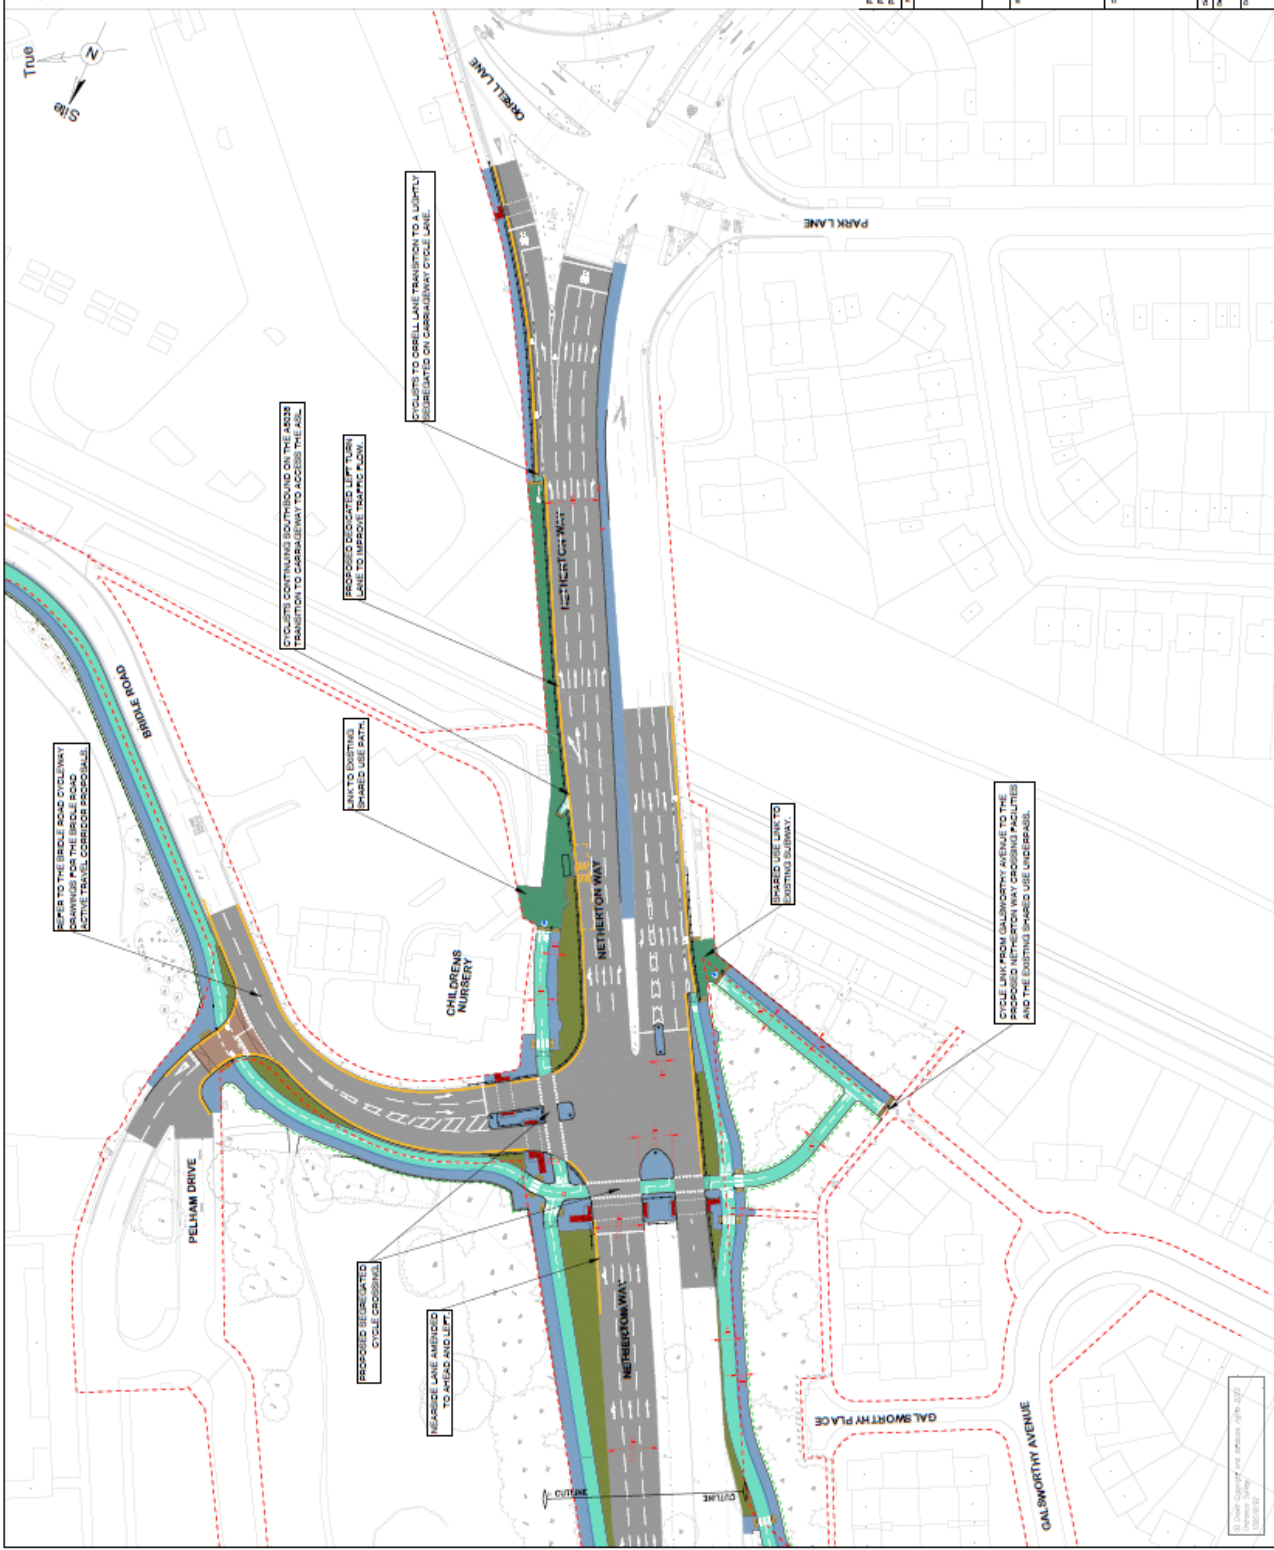 True
N
Site
ORRELL LANE
PARK LANE
CYCLISTS TO ORRELL LANE TRANSITION TO A LIGHTLY
SEGREGATED ON CARRIAGEWAY CYCLE LANE.
CYCLISTS CONTINUING SOUTHBOUND ON THE A5038
TRANSITION TO CARRIAGEWAY TO ACCESS THE ASL.
PROPOSED DEDICATED LEFT TURN
LANE TO IMPROVE TRAFFIC FLOW.
NETHERTON WAY
BRIDLE ROAD
LINK TO EXISTING
SHARED USE PATH.
REFER TO THE BRIDLE ROAD CYCLEWAY
DRAWINGS FOR THE BRIDLE ROAD
ACTIVE TRAVEL CORRIDOR PROPOSALS.
NETHERTON WAY
SHARED USE LINK TO
EXISTING SUBWAY.
CYCLE LINK FROM GALSWORTHY AVENUE TO THE
PROPOSED NETHERTON WAY CROSSING FACILITIES
AND THE EXISTING SHARED USE UNDERPASS.
CHILDRENS
NURSERY
PELHAM DRIVE
PROPOSED SEGREGATED
CYCLE CROSSING.
NEARSIDE LANE AMENDED
TO AHEAD AND LEFT.
NETHERTON WAY
GALSWORTHY PLACE
GALSWORTHY AVENUE
CUTLINE
CUTLINE